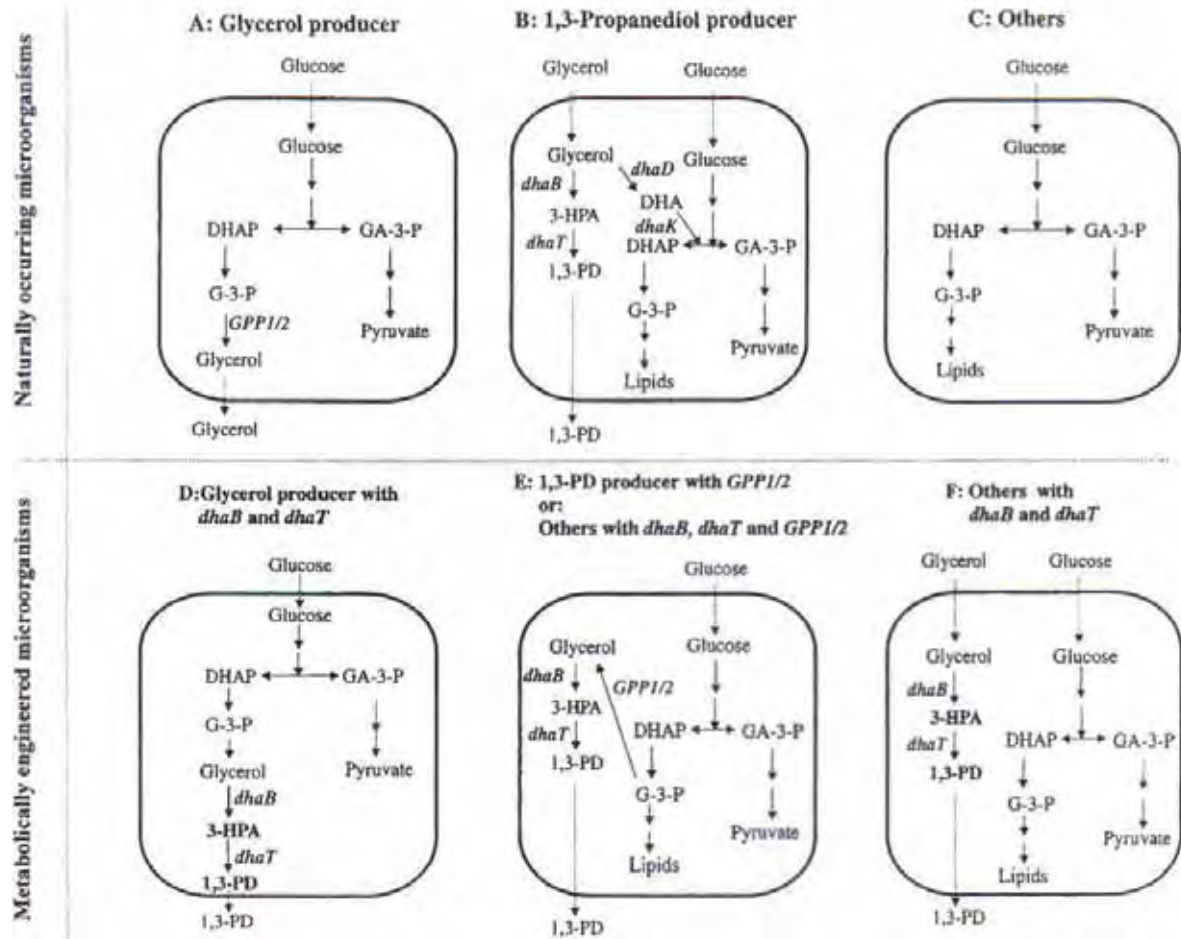 Naturally occurring microorganisms
A: Glycerol producer
Glucose
Glucose
DHAP
GA-3-P
G-3-P
GPP1/2
Glycerol
Pyruvate
Glycerol
B: 1,3-Propanediol producer
Glycerol
Glucose
Glycerol
dhaD
Glucose
dhaB
DHA
3-HPA
dhaK
dhaT
DHAP
GA-3-P
1,3-PD
G-3-P
Pyruvate
Lipids
1,3-PD
C: Others
Glucose
Glucose
DHAP
GA-3-P
G-3-P
Pyruvate
Lipids
Metabolically engineered microorganisms
D:Glycerol producer with
dhaB and dhaT
Glucose
Glucose
DHAP
GA-3-P
G-3-P
Glycerol
Pyruvate
dhaB
3-HPA
dhaT
1,3-PD
1,3-PD
E: 1,3-PD producer with GPP1/2
or:
Others with dhaB, dhaT and GPP1/2
Glucose
Glycerol
Glucose
dhaB
GPP1/2
3-HPA
dhaT
DHAP
GA-3-P
1,3-PD
G-3-P
Pyruvate
Lipids
1,3-PD
F: Others with
dhaB and dhaT
Glycerol
Glucose
Glycerol
Glucose
dhaB
3-HPA
dhaT
DHAP
GA-3-P
1,3-PD
G-3-P
Pyruvate
Lipids
1,3-PD